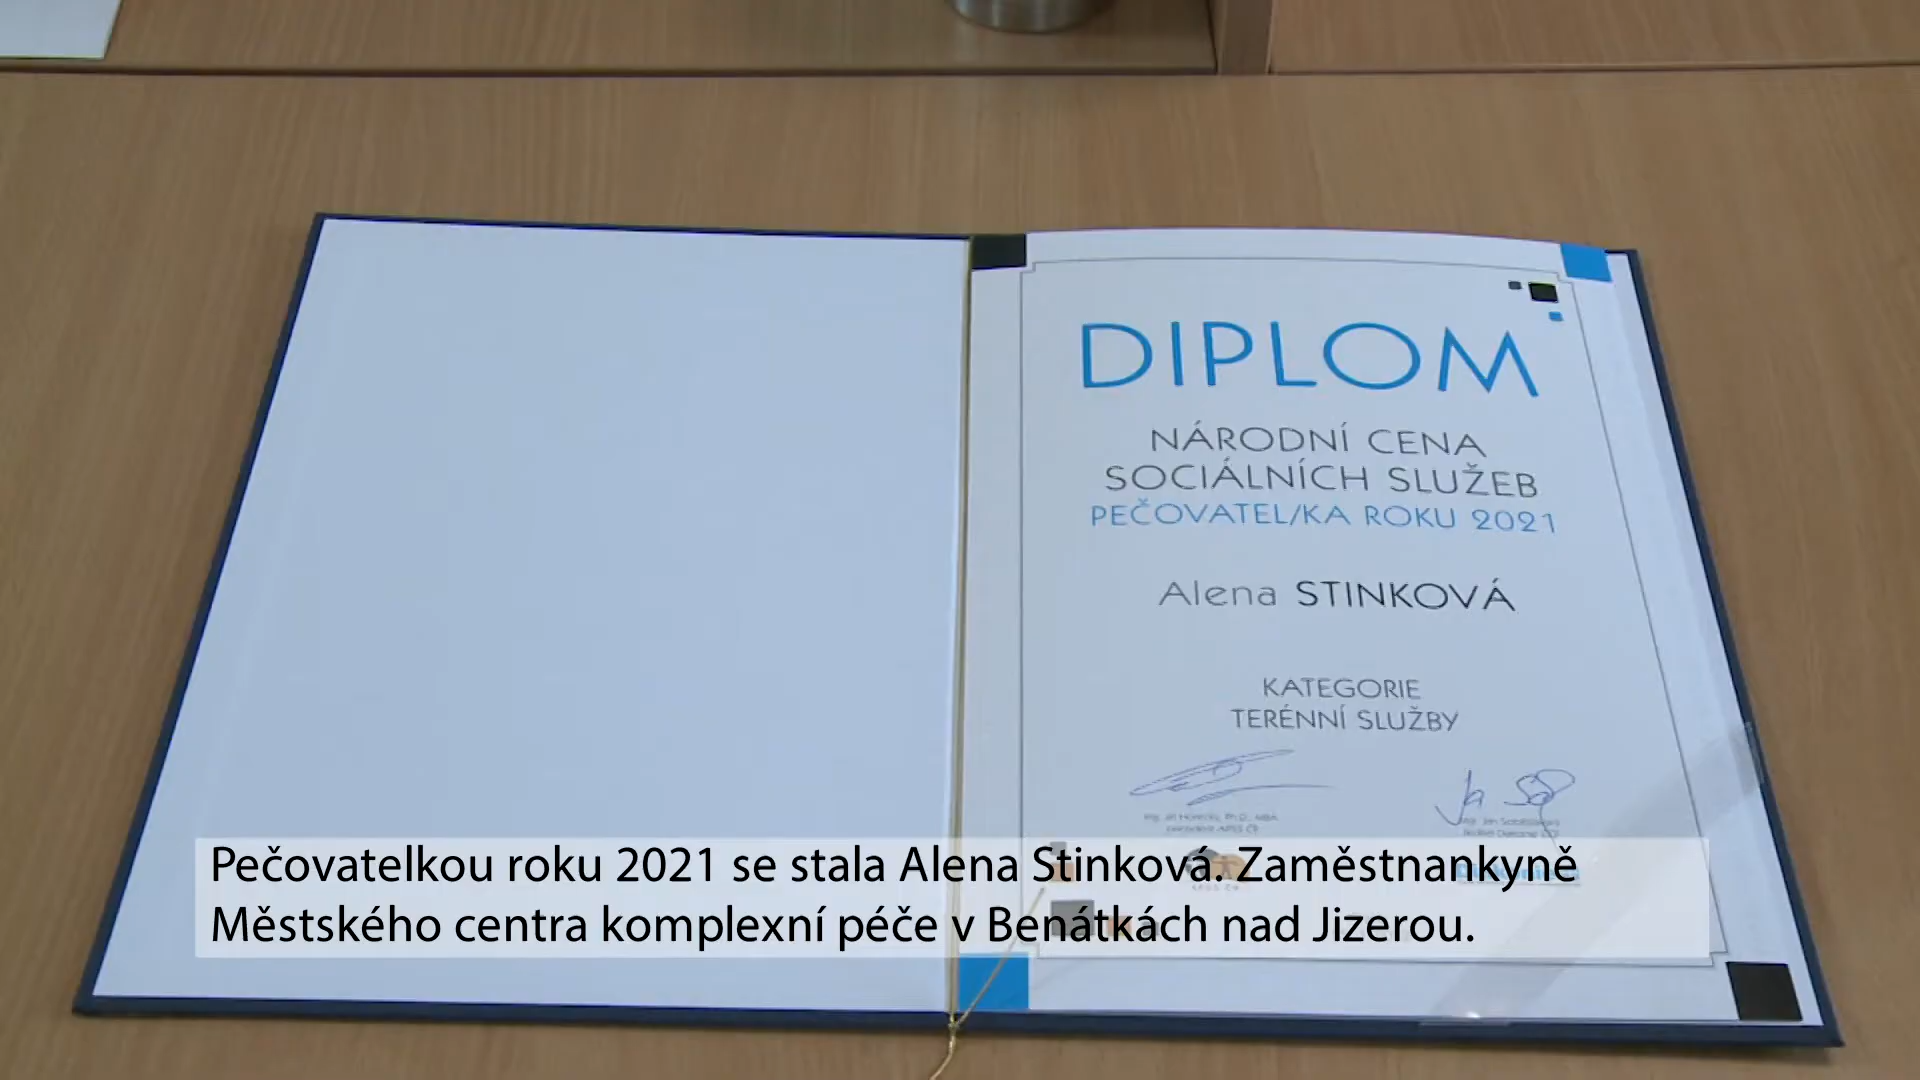 DIPLOM
NÁRODNÍ CENA
SOCIÁLNÍCH SLUŽEB
PEČOVATEL/KA ROKU 2021
Alena STINKOVÁ
KATEGORIE
TERÉNNÍ SLUŽBY
Pečovatelkou roku 2021 se stala Alena Stinková. Zaměstnankyně
Městského centra komplexní péče v Benátkách nad Jizerou.